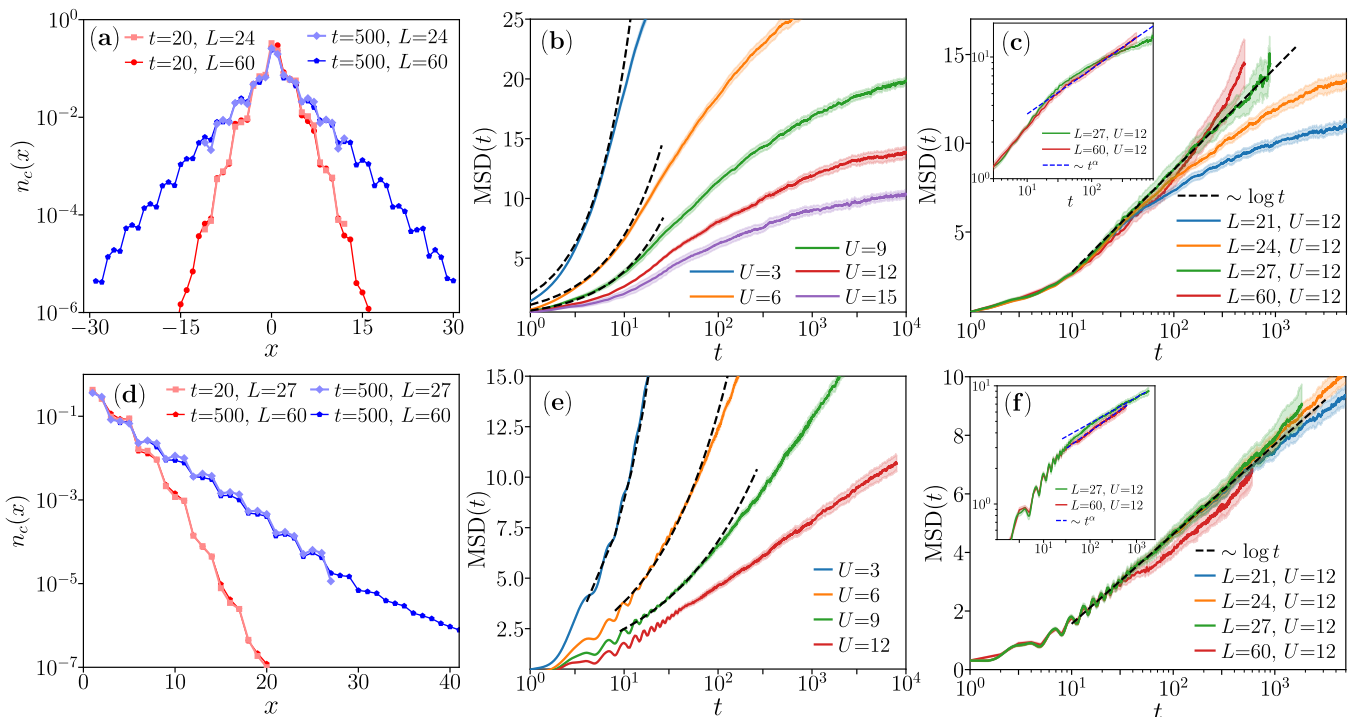 (a)
t=20, L=24
t=20, L=60
t=500, L=24
t=500, L=60
n_c(x)
10^0
10^{-2}
10^{-4}
10^{-6}
−30 −15 0 15 30
x
(b)
MSD(t)
25
20
15
10
5
U=3
U=6
U=9
U=12
U=15
10^0 10^1 10^2 10^3 10^4
t
(c)
MSD(t)
15
10
5
10^1
10^0
L=27, U=12
L=60, U=12
~ t^α
10^1 10^2
t
~ log t
L=21, U=12
L=24, U=12
L=27, U=12
L=60, U=12
10^0 10^1 10^2 10^3
t
(d)
t=20, L=27
t=500, L=60
t=500, L=27
t=500, L=60
n_c(x)
10^{-1}
10^{-3}
10^{-5}
10^{-7}
0 10 20 30 40
x
(e)
MSD(t)
15.0
12.5
10.0
7.5
5.0
2.5
U=3
U=6
U=9
U=12
10^0 10^1 10^2 10^3 10^4
t
(f)
MSD(t)
10
8
6
4
2
0
10^1
10^0
L=27, U=12
L=60, U=12
~ t^α
10^1 10^2 10^3
t
~ log t
L=21, U=12
L=24, U=12
L=27, U=12
L=60, U=12
10^0 10^1 10^2 10^3
t